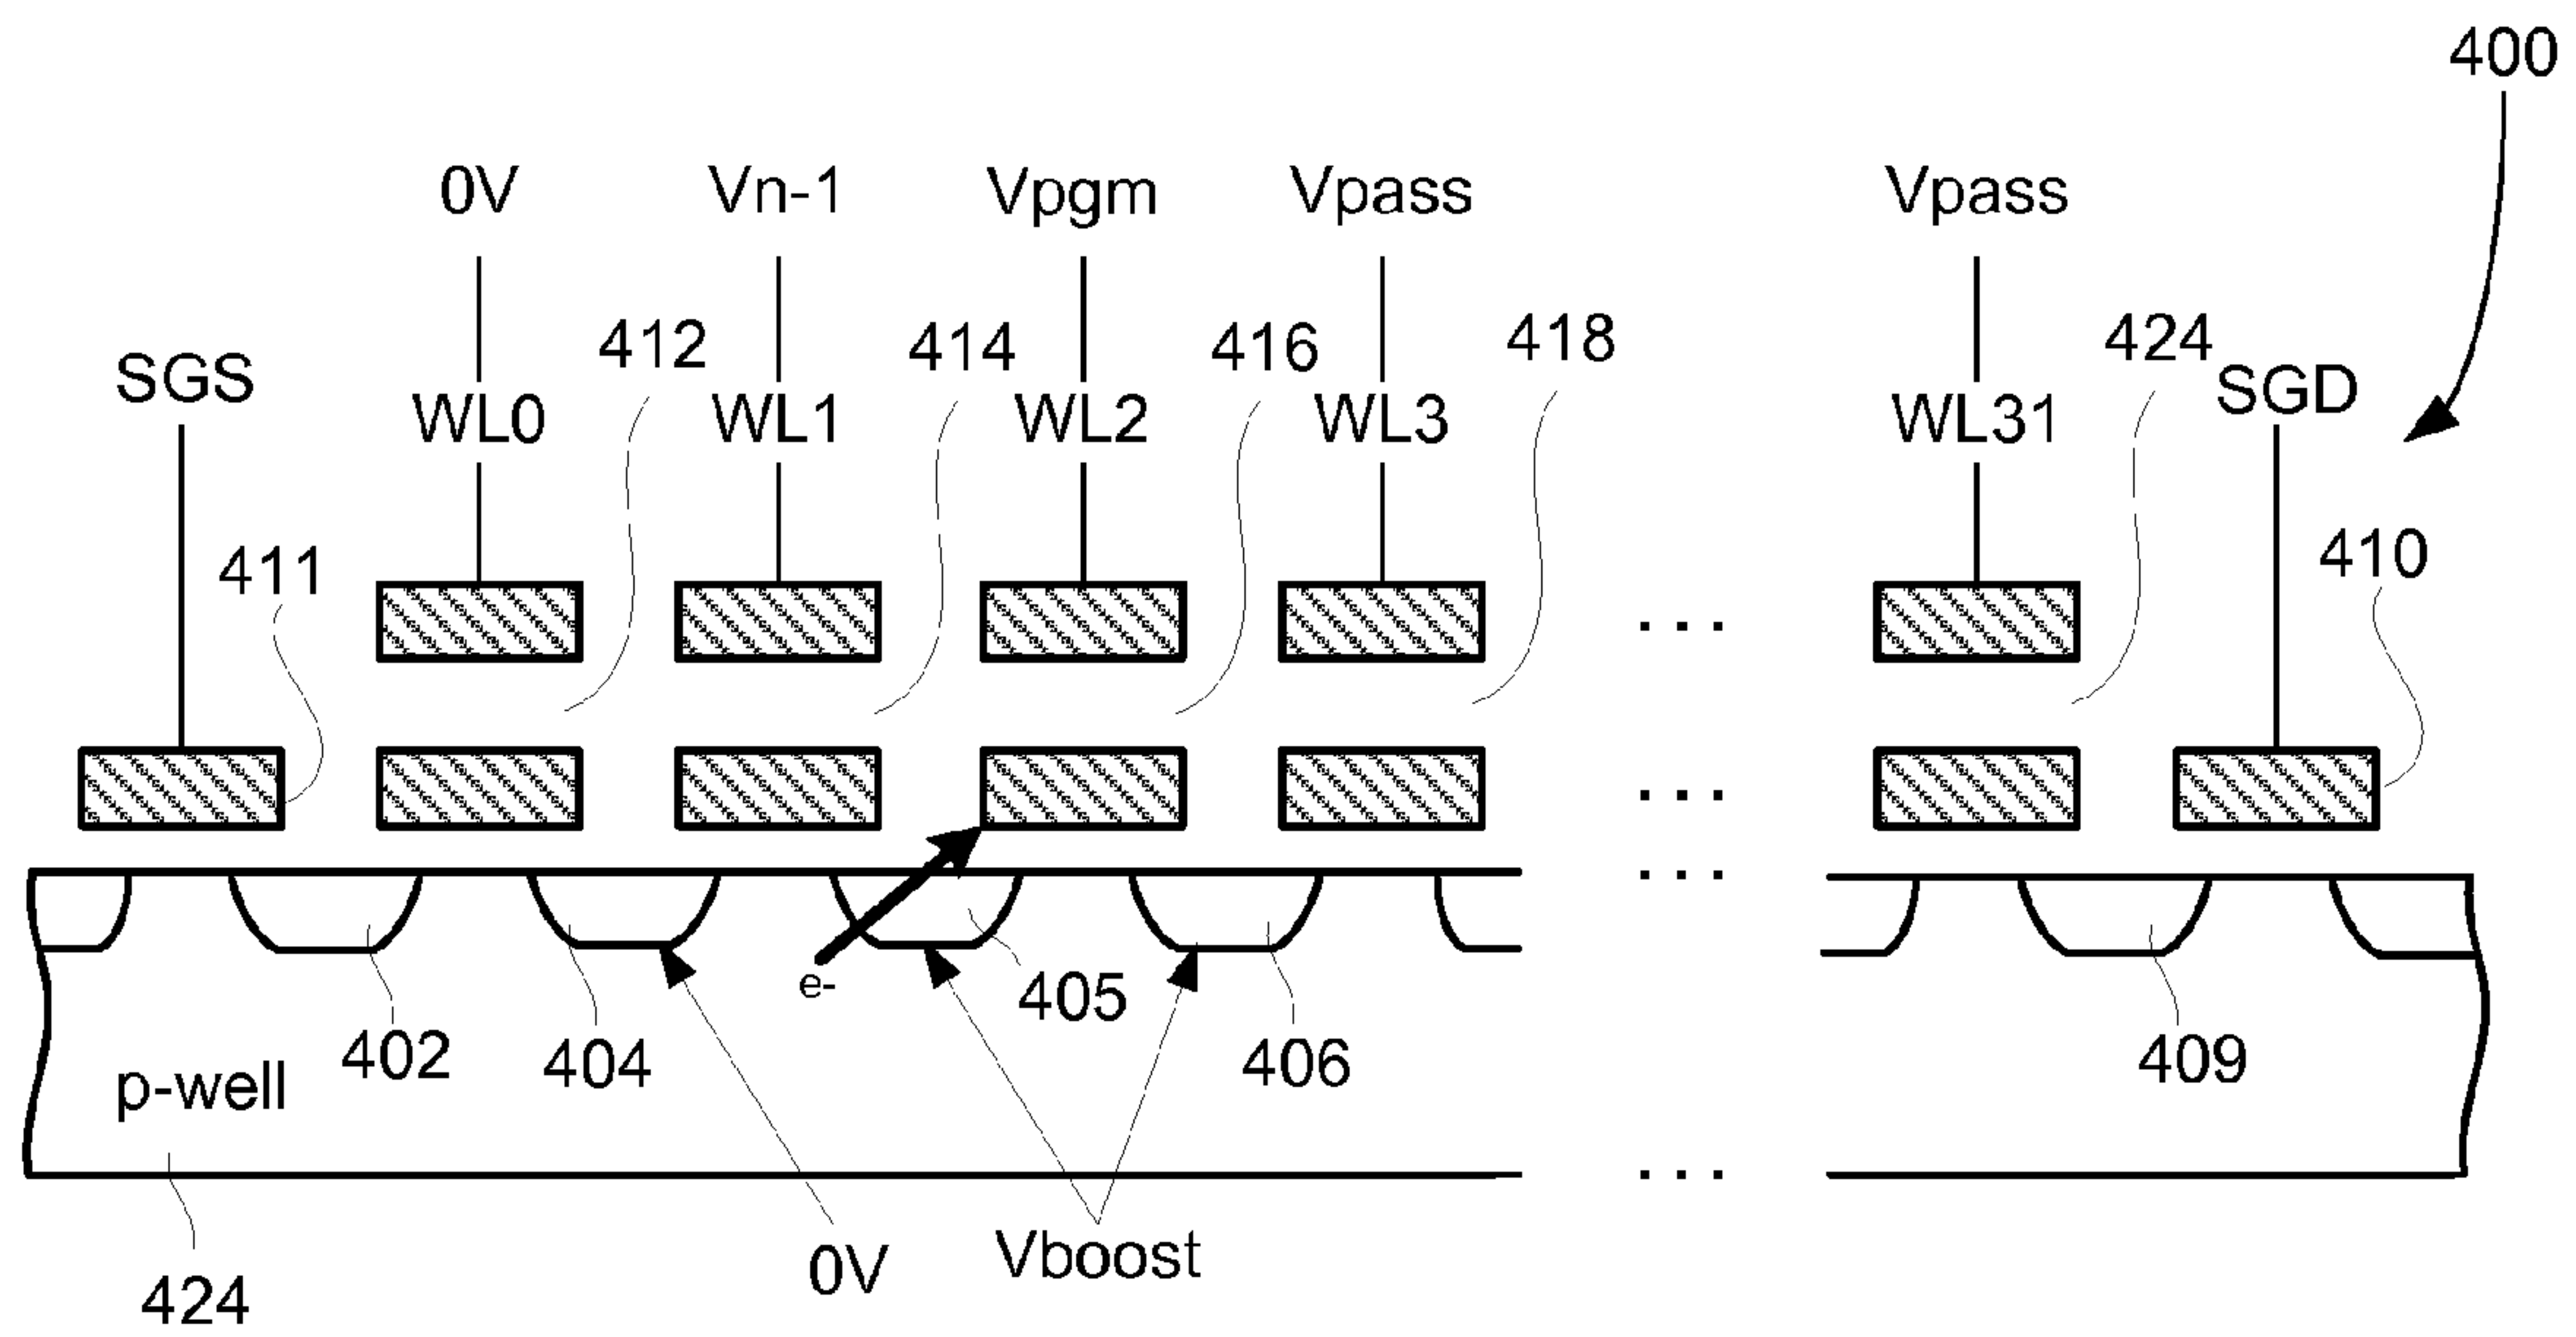 400
0V Vn-1 Vpgm Vpass Vpass
412 414 416 418 424
SGS WL0 WL1 WL2 WL3 WL31 SGD
411 410
e-
402 404 405 406 409
p-well
0V Vboost
424